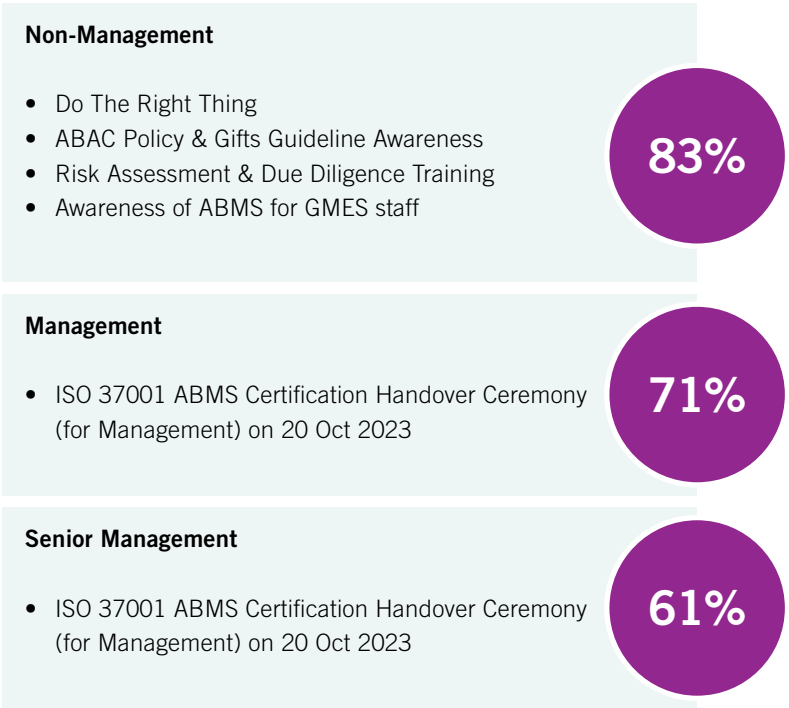 Non-Management
• Do The Right Thing
• ABAC Policy & Gifts Guideline Awareness
• Risk Assessment & Due Diligence Training
• Awareness of ABMS for GMES staff
83%
Management
• ISO 37001 ABMS Certification Handover Ceremony
(for Management) on 20 Oct 2023
71%
Senior Management
• ISO 37001 ABMS Certification Handover Ceremony
(for Management) on 20 Oct 2023
61%